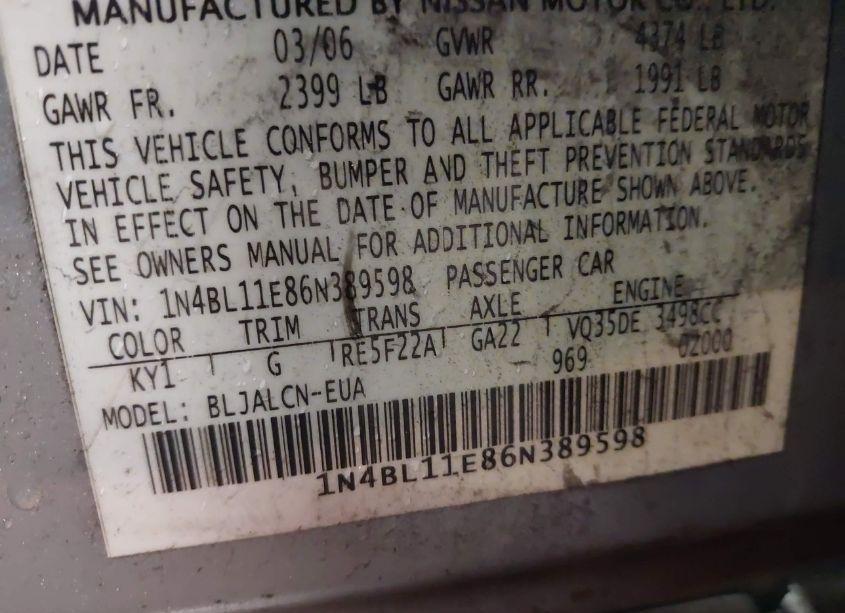 MANUFACTURED BY NISSAN MOTOR CO., LTD.
DATE 03/06 GVWR 4374 LB
GAWR FR. 2399 LB GAWR RR. 1991 LB
THIS VEHICLE CONFORMS TO ALL APPLICABLE FEDERAL MOTOR
VEHICLE SAFETY, BUMPER AND THEFT PREVENTION STANDARDS
IN EFFECT ON THE DATE OF MANUFACTURE SHOWN ABOVE.
SEE OWNERS MANUAL FOR ADDITIONAL INFORMATION.
VIN: 1N4BL11E86N389598 PASSENGER CAR
COLOR TRIM TRANS AXLE ENGINE
KY1 G RE5F22A GA22 VQ35DE 3498CC
MODEL: BLJALCN-EUA 969 02000
1N4BL11E86N389598